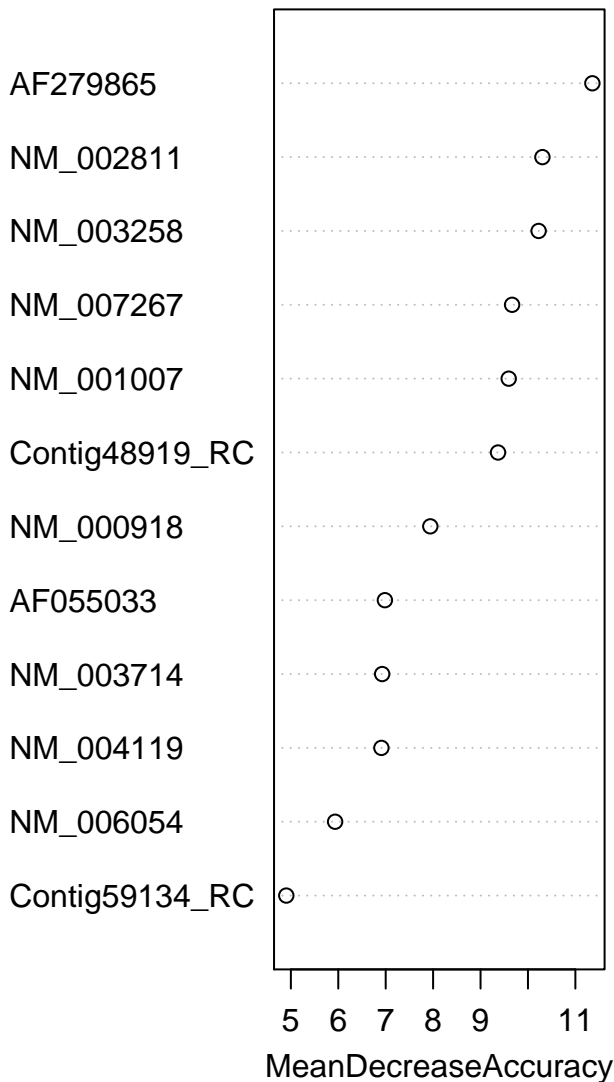 AF279865
NM_002811
NM_003258
NM_007267
NM_001007
Contig48919_RC
NM_000918
AF055033
NM_003714
NM_004119
NM_006054
Contig59134_RC
5 6 7 8 9 11
MeanDecreaseAccuracy